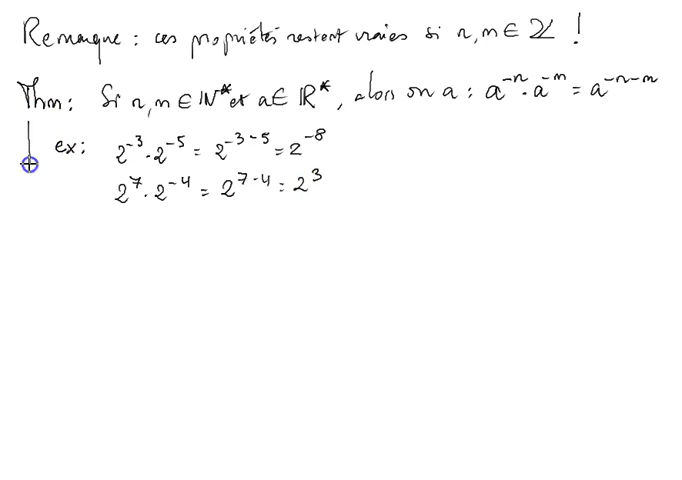 Remarque : ces propriétés restent vraies si n, m ∈ ℤ !
Thm : Si n, m ∈ ℕ* et a ∈ ℝ*, alors on a : a⁻ⁿ · a⁻ᵐ = a⁻ⁿ⁻ᵐ
ex : 2⁻³ · 2⁻⁵ = 2⁻³⁻⁵ = 2⁻⁸
2⁷ · 2⁻⁴ = 2⁷⁻⁴ = 2³